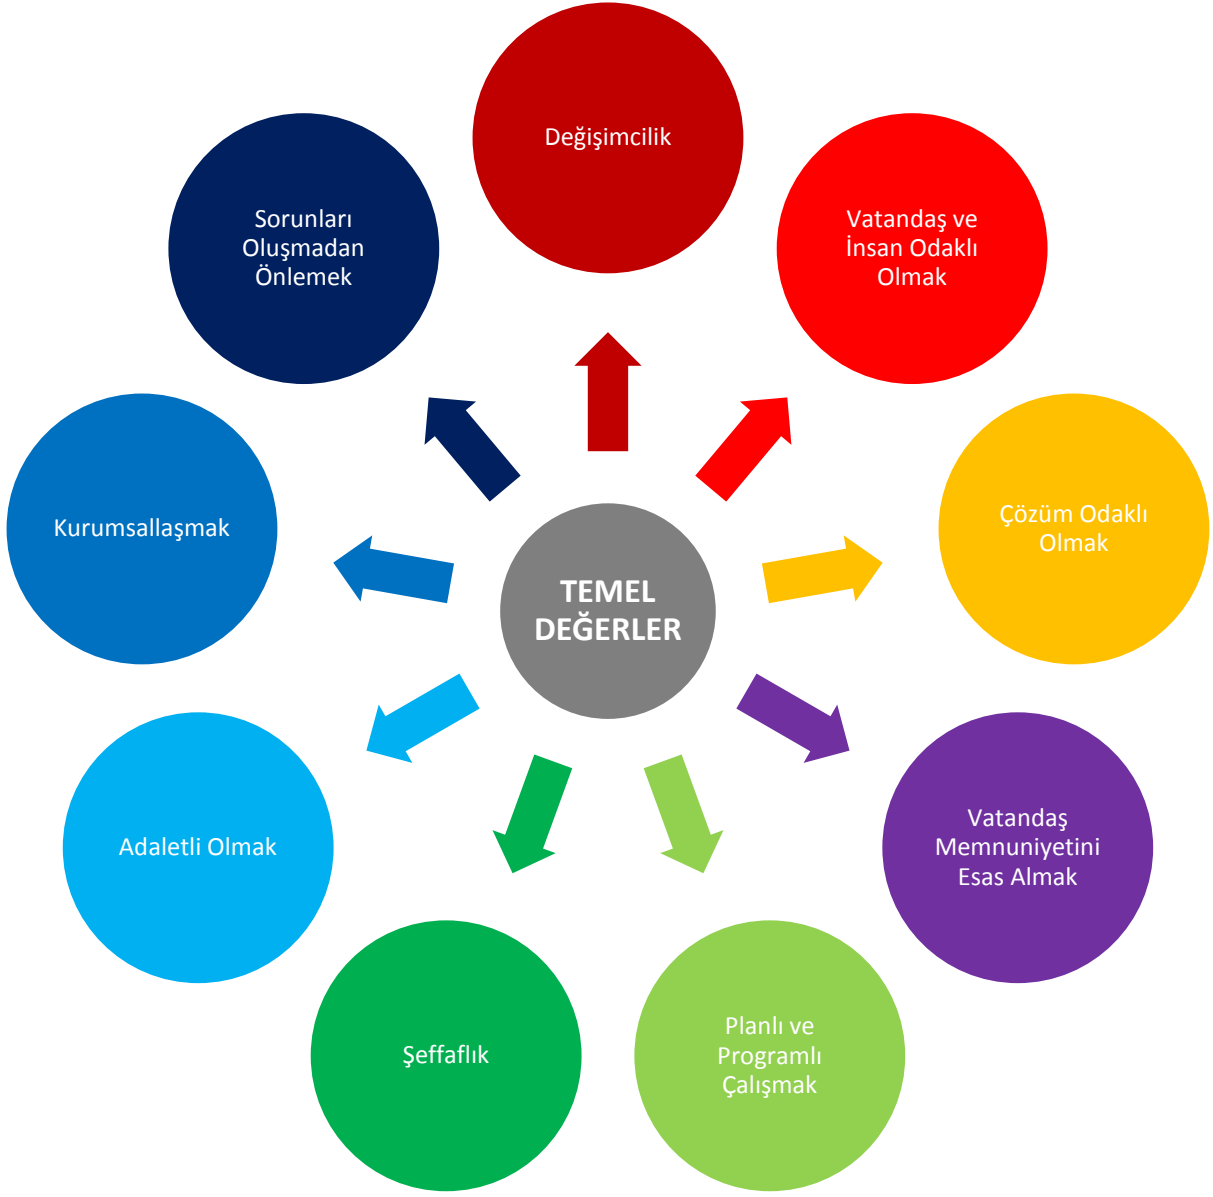 Değişimcilik
Vatandaş ve
İnsan Odaklı
Olmak
Çözüm Odaklı
Olmak
Vatandaş
Memnuniyetini
Esas Almak
Planlı ve
Programlı
Çalışmak
Şeffaflık
Adaletli Olmak
Kurumsallaşmak
Sorunları
Oluşmadan
Önlemek
TEMEL
DEĞERLER